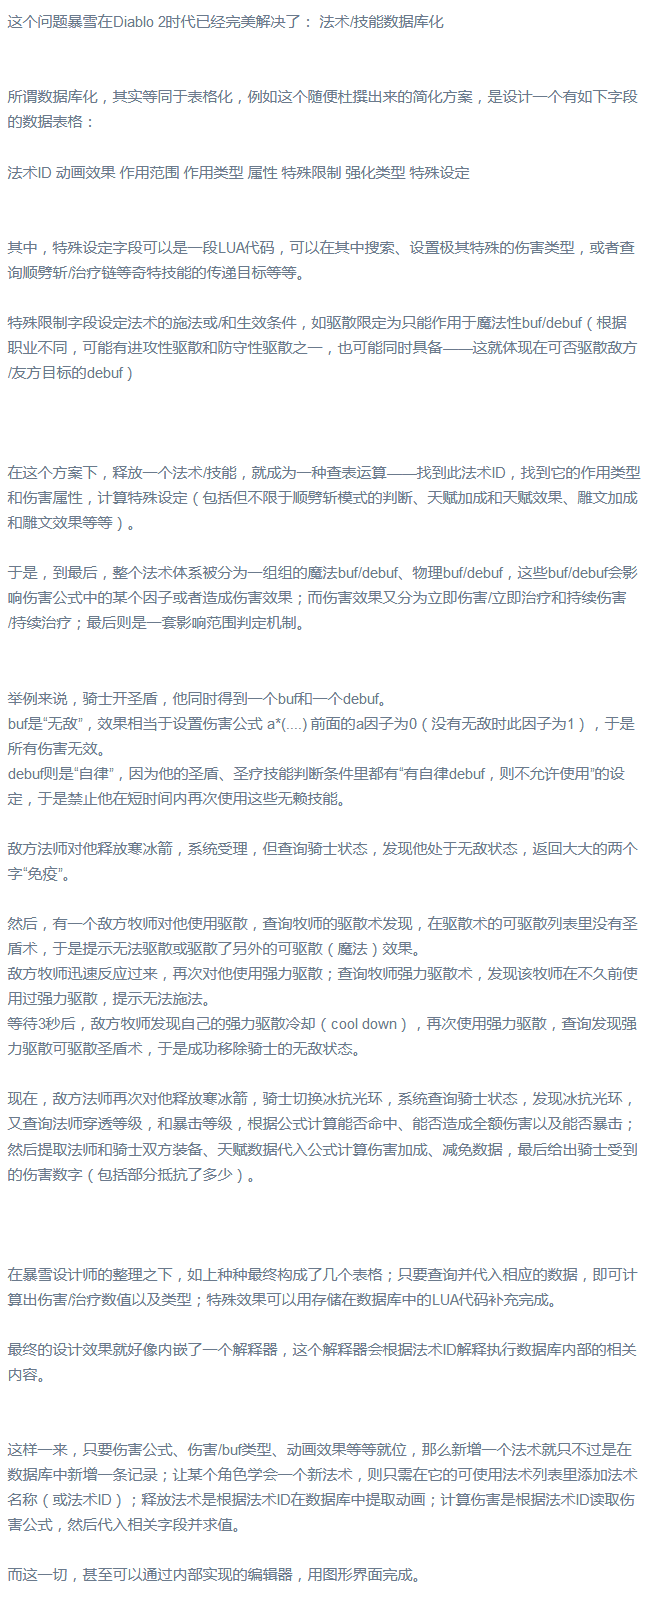 这个问题暴雪在Diablo 2时代已经完美解决了： 法术/技能数据库化
所谓数据库化，其实等同于表格化，例如这个随便杜撰出来的简化方案，是设计一个有如下字段
的数据表格：
法术ID 动画效果 作用范围 作用类型 属性 特殊限制 强化类型 特殊设定
其中，特殊设定字段可以是一段LUA代码，可以在其中搜索、设置极其特殊的伤害类型，或者查
询顺劈斩/治疗链等奇特技能的传递目标等等。
特殊限制字段设定法术的施法或/和生效条件，如驱散限定为只能作用于魔法性buf/debuf（根据
职业不同，可能有进攻性驱散和防守性驱散之一，也可能同时具备——这就体现在可否驱散敌方
/友方目标的debuf）
在这个方案下，释放一个法术/技能，就成为一种查表运算——找到此法术ID，找到它的作用类型
和伤害属性，计算特殊设定（包括但不限于顺劈斩模式的判断、天赋加成和天赋效果、雕文加成
和雕文效果等等）。
于是，到最后，整个法术体系被分为一组组的魔法buf/debuf、物理buf/debuf，这些buf/debuf会影
响伤害公式中的某个因子或者造成伤害效果；而伤害效果又分为立即伤害/立即治疗和持续伤害
/持续治疗；最后则是一套影响范围判定机制。
举例来说，骑士开圣盾，他同时得到一个buf和一个debuf。
buf是“无敌”，效果相当于设置伤害公式 a*(....) 前面的a因子为0（没有无敌时此因子为1），于是
所有伤害无效。
debuf则是“自律”，因为他的圣盾、圣疗技能判断条件里都有“有自律debuf，则不允许使用”的设
定，于是禁止他在短时间内再次使用这些无赖技能。
敌方法师对他释放寒冰箭，系统受理，但查询骑士状态，发现他处于无敌状态，返回大大的两个
字“免疫”。
然后，有一个敌方牧师对他使用驱散，查询牧师的驱散术发现，在驱散术的可驱散列表里没有圣
盾术，于是提示无法驱散或驱散了另外的可驱散（魔法）效果。
敌方牧师迅速反应过来，再次对他使用强力驱散；查询牧师强力驱散术，发现该牧师在不久前使
用过强力驱散，提示无法施法。
等待3秒后，敌方牧师发现自己的强力驱散冷却（cool down），再次使用强力驱散，查询发现强
力驱散可驱散圣盾术，于是成功移除骑士的无敌状态。
现在，敌方法师再次对他释放寒冰箭，骑士切换冰抗光环，系统查询骑士状态，发现冰抗光环，
又查询法师穿透等级，和暴击等级，根据公式计算能否命中、能否造成全额伤害以及能否暴击；
然后提取法师和骑士双方装备、天赋数据代入公式计算伤害加成、减免数据，最后给出骑士受到
的伤害数字（包括部分抵抗了多少）。
在暴雪设计师的整理之下，如上种种最终构成了几个表格；只要查询并代入相应的数据，即可计
算出伤害/治疗数值以及类型；特殊效果可以用存储在数据库中的LUA代码补充完成。
最终的设计效果就好像内嵌了一个解释器，这个解释器会根据法术ID解释执行数据库内部的相关
内容。
这样一来，只要伤害公式、伤害/buf类型、动画效果等等就位，那么新增一个法术就只不过是在
数据库中新增一条记录；让某个角色学会一个新法术，则只需在它的可使用法术列表里添加法术
名称（或法术ID）；释放法术是根据法术ID在数据库中提取动画；计算伤害是根据法术ID读取伤
害公式，然后代入相关字段并求值。
而这一切，甚至可以通过内部实现的编辑器，用图形界面完成。